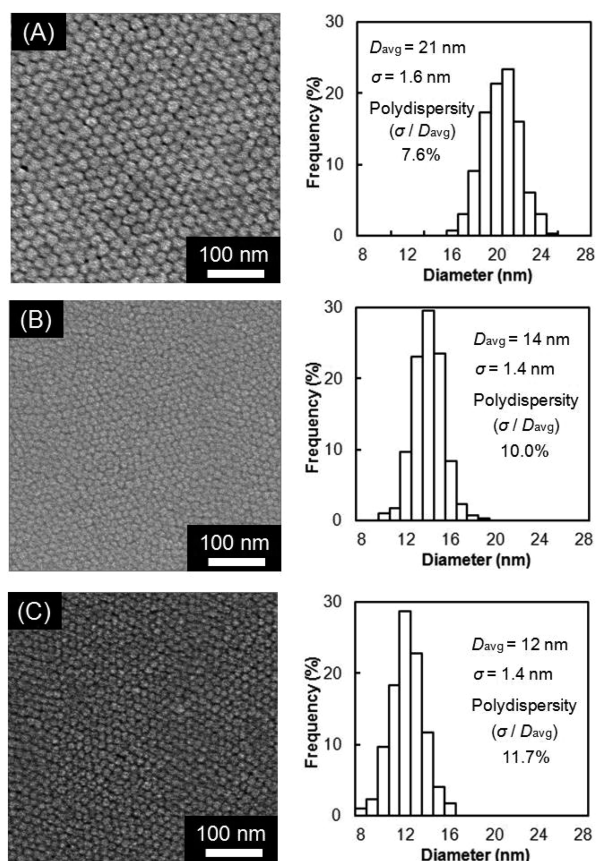 (A)
100 nm
Frequency (%)
30
20
10
0
Davg = 21 nm
σ = 1.6 nm
Polydispersity
(σ / Davg)
7.6%
8 12 16 20 24 28
Diameter (nm)
(B)
100 nm
Frequency (%)
30
20
10
0
Davg = 14 nm
σ = 1.4 nm
Polydispersity
(σ / Davg)
10.0%
8 12 16 20 24 28
Diameter (nm)
(C)
100 nm
Frequency (%)
30
20
10
0
Davg = 12 nm
σ = 1.4 nm
Polydispersity
(σ / Davg)
11.7%
8 12 16 20 24 28
Diameter (nm)